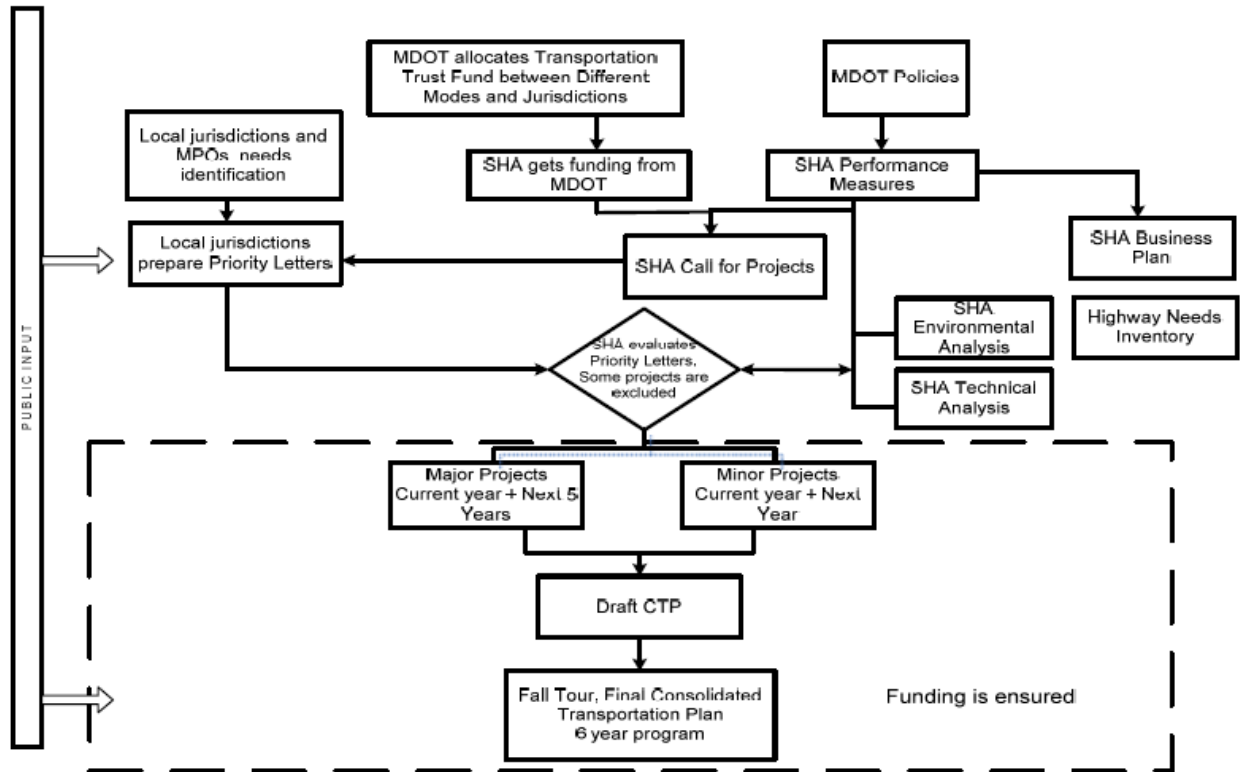 PUBLIC INPUT
MDOT allocates Transportation
Trust Fund between Different
Modes and Jurisdictions
MDOT Policies
Local jurisdictions and
MPOs, needs
identification
SHA gets funding from
MDOT
SHA Performance
Measures
Local jurisdictions
prepare Priority Letters
SHA Call for Projects
SHA Business
Plan
SHA evaluates
Priority Letters,
Some projects are
excluded
SHA
Environmental
Analysis
Highway Needs
Inventory
SHA Technical
Analysis
Major Projects
Current year + Next 5
Years
Minor Projects
Current year + Next
Year
Draft CTP
Fall Tour, Final Consolidated
Transportation Plan
6 year program
Funding is ensured